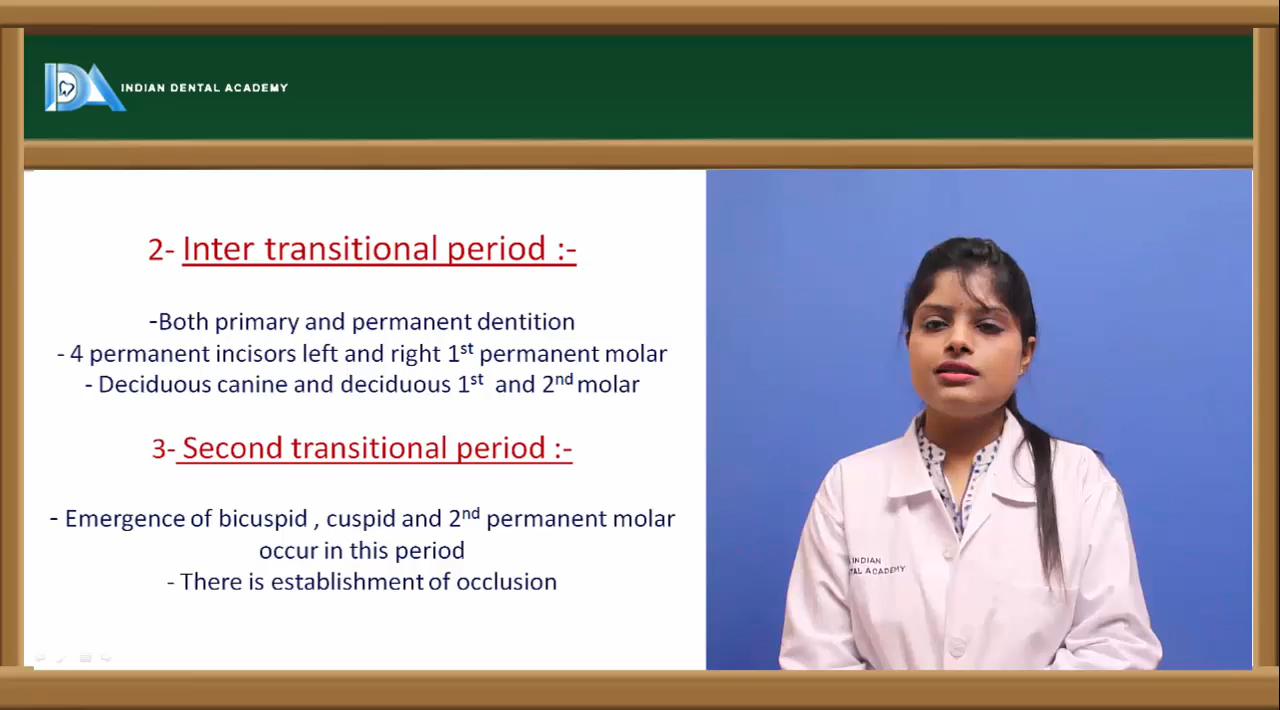 INDIAN DENTAL ACADEMY
2- Inter transitional period :-
-Both primary and permanent dentition
- 4 permanent incisors left and right 1st permanent molar
- Deciduous canine and deciduous 1st and 2nd molar
3- Second transitional period :-
- Emergence of bicuspid , cuspid and 2nd permanent molar
occur in this period
- There is establishment of occlusion
INDIAN
TAL ACADEMY